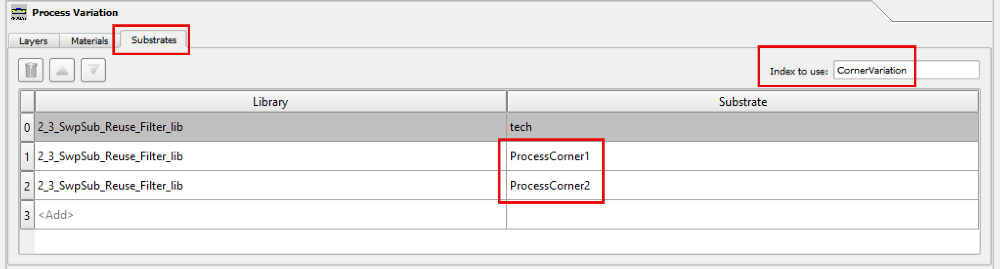 Process Variation
Layers Materials Substrates
Index to use: CornerVariation
Library Substrate
0 2_3_SwpSub_Reuse_Filter_lib tech
1 2_3_SwpSub_Reuse_Filter_lib ProcessCorner1
2 2_3_SwpSub_Reuse_Filter_lib ProcessCorner2
3 <Add>